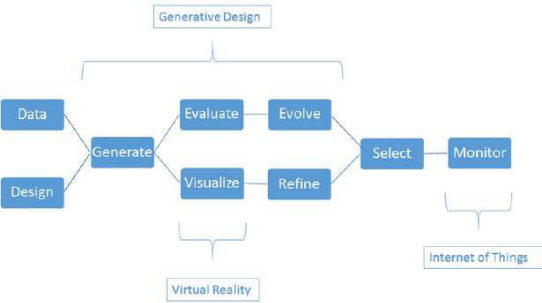 Generative Design
Data
Evaluate
Evolve
Generate
Select
Monitor
Design
Visualize
Refine
Internet of Things
Virtual Reality